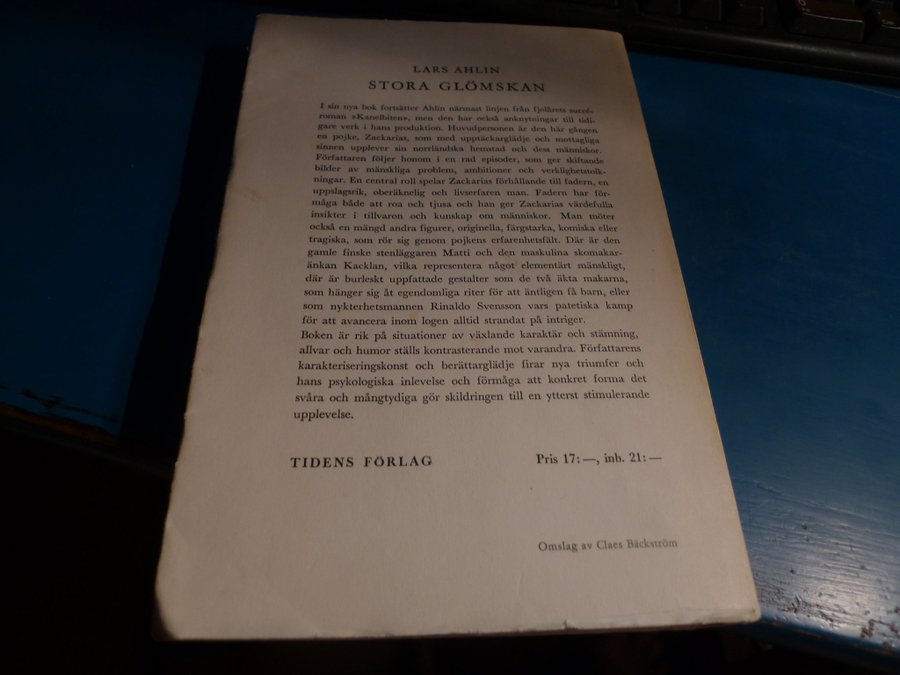 LARS AHLIN
STORA GLÖMSKAN
I sin nya bok fortsätter Ahlin närmast linjen från fjolårets succé-
roman »Kanelbiten», men den har också anknytningar till tidi-
gare verk i hans produktion. Huvudpersonen är den här gången
en pojke, Zackarias, som med upptäckarglädje och mottagliga
sinnen upplever sin norrländska hemstad och dess människor.
Författaren följer honom i en rad episoder, som ger skiftande
bilder av mänskliga problem, ambitioner och verklighetstolk-
ningar. En central roll spelar Zackarias förhållande till fadern, en
uppslagsrik, oberäknelig och livserfaren man. Fadern har för-
måga både att roa och tjusa och han ger Zackarias värdefulla
insikter i tillvaron och kunskap om människor. Man möter
också en mängd andra figurer, originella, färgstarka, komiska eller
tragiska, som rör sig genom pojkens erfarenhetsfält. Där är den
gamle finske stenläggaren Matti och den maskulina skomakar-
änkan Kacklan, vilka representera något elementärt mänskligt,
där är burleskt uppfattade gestalter som de två äkta makarna,
som hänger sig åt egendomliga riter för att äntligen få barn, eller
som nykterhetsmannen Rinaldo Svensson vars patetiska kamp
för att avancera inom logen alltid strandat på intriger.
Boken är rik på situationer av växlande karaktär och stämning,
allvar och humor ställs kontrasterande mot varandra. Författarens
karakteriseringskonst och berättarglädje firar nya triumfer och
hans psykologiska inlevelse och förmåga att konkret forma det
svåra och mångtydiga gör skildringen till en ytterst stimulerande
upplevelse.
TIDENS FÖRLAG Pris 17: —, inb. 21: —
Omslag av Claes Bäckström